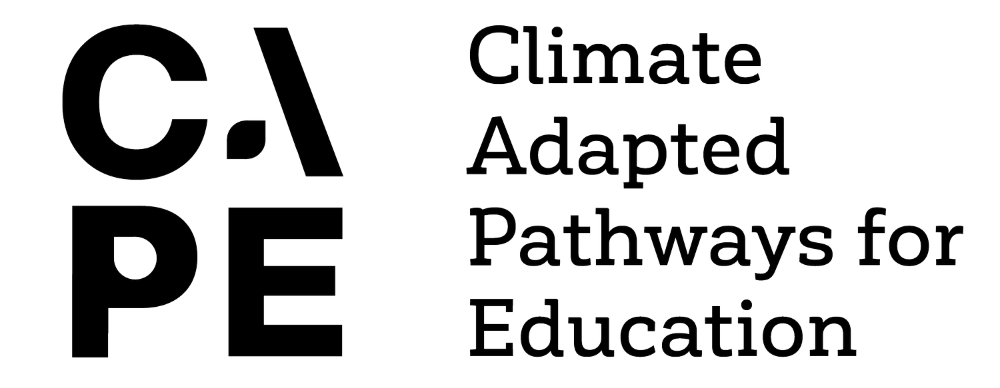 CA
PE
Climate
Adapted
Pathways for
Education